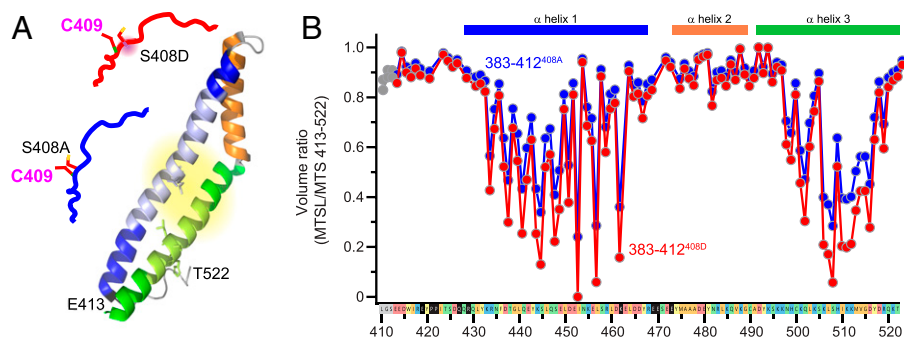 A
C409
S408D
S408A
C409
E413
T522
B
α helix 1
α helix 2
α helix 3
383-412408A
383-412408D
Volume ratio
(MTSL/MTS 413-522)
1.0
0.8
0.6
0.4
0.2
0
410 420 430 440 450 460 470 480 490 500 510 520